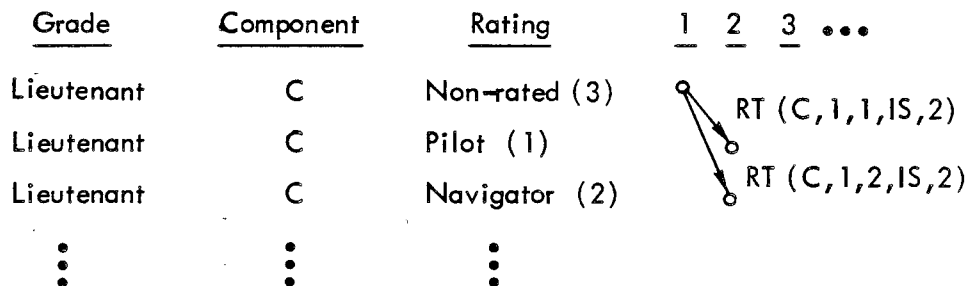 Grade Component Rating 1 2 3 •••
Lieutenant C Non-rated (3)
RT (C,1,1,IS,2)
Lieutenant C Pilot (1)
RT (C,1,2,IS,2)
Lieutenant C Navigator (2)